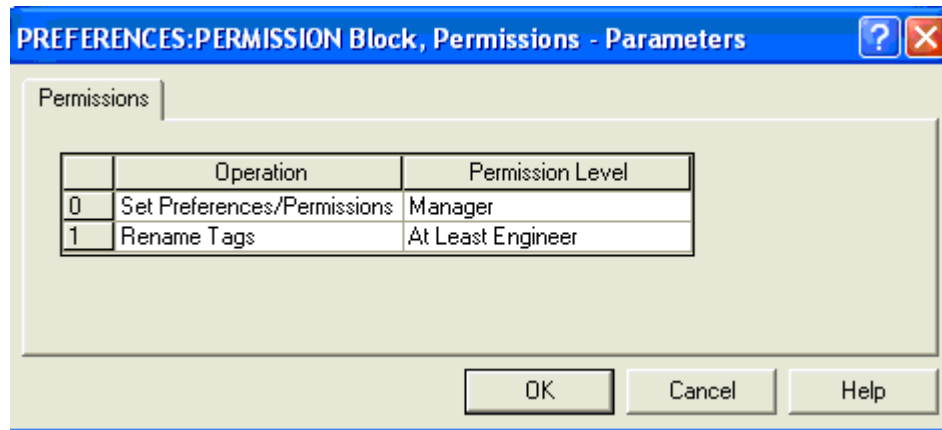 PREFERENCES:PERMISSION Block, Permissions - Parameters
Permissions
Operation Permission Level
0 Set Preferences/Permissions Manager
1 Rename Tags At Least Engineer
OK Cancel Help